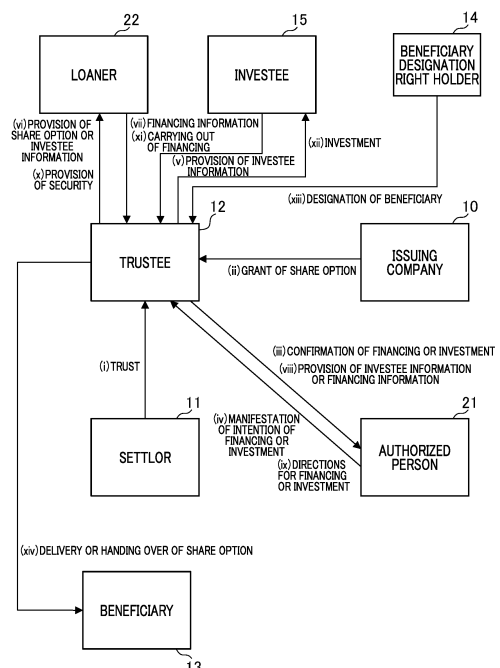 22
15
14
LOANER
INVESTEE
BENEFICIARY
DESIGNATION
RIGHT HOLDER
(vi) PROVISION OF
SHARE OPTION OR
INVESTEE
INFORMATION
(x) PROVISION
OF SECURITY
(vii) FINANCING INFORMATION
(xi) CARRYING OUT
OF FINANCING
(v) PROVISION OF INVESTEE
INFORMATION
(xii) INVESTMENT
(xiii) DESIGNATION OF BENEFICIARY
12
10
TRUSTEE
ISSUING
COMPANY
(ii) GRANT OF SHARE OPTION
(i) TRUST
(iii) CONFIRMATION OF FINANCING OR INVESTMENT
(viii) PROVISION OF INVESTEE INFORMATION
OR FINANCING INFORMATION
11
21
SETTLOR
(iv) MANIFESTATION
OF INTENTION OF
FINANCING OR
INVESTMENT
(ix) DIRECTIONS
FOR FINANCING
OR INVESTMENT
AUTHORIZED
PERSON
(xiv) DELIVERY OR HANDING OVER OF SHARE OPTION
BENEFICIARY
13